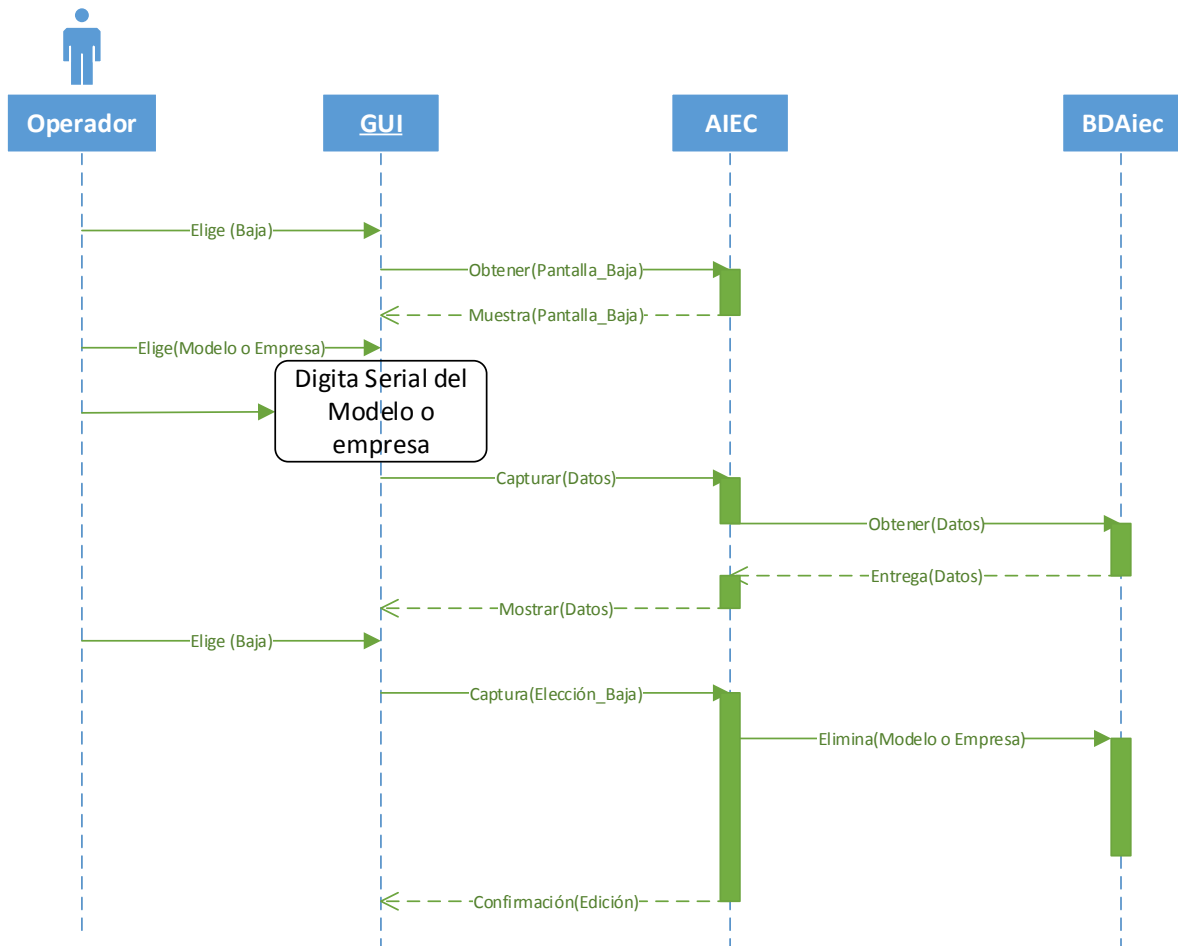 Operador
GUI
AIEC
BDAiec
Elige (Baja)
Obtener(Pantalla_Baja)
Muestra(Pantalla_Baja)
Elige(Modelo o Empresa)
Digita Serial del
Modelo o
empresa
Capturar(Datos)
Obtener(Datos)
Entrega(Datos)
Mostrar(Datos)
Elige (Baja)
Captura(Elección_Baja)
Elimina(Modelo o Empresa)
Confirmación(Edición)